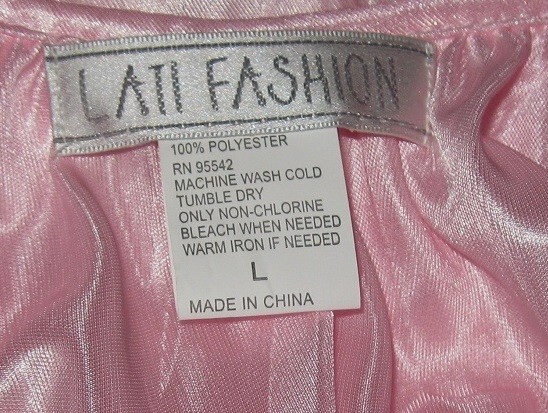 LATI FASHION
100% POLYESTER
RN 95542
MACHINE WASH COLD
TUMBLE DRY
ONLY NON-CHLORINE
BLEACH WHEN NEEDED
WARM IRON IF NEEDED
L
MADE IN CHINA